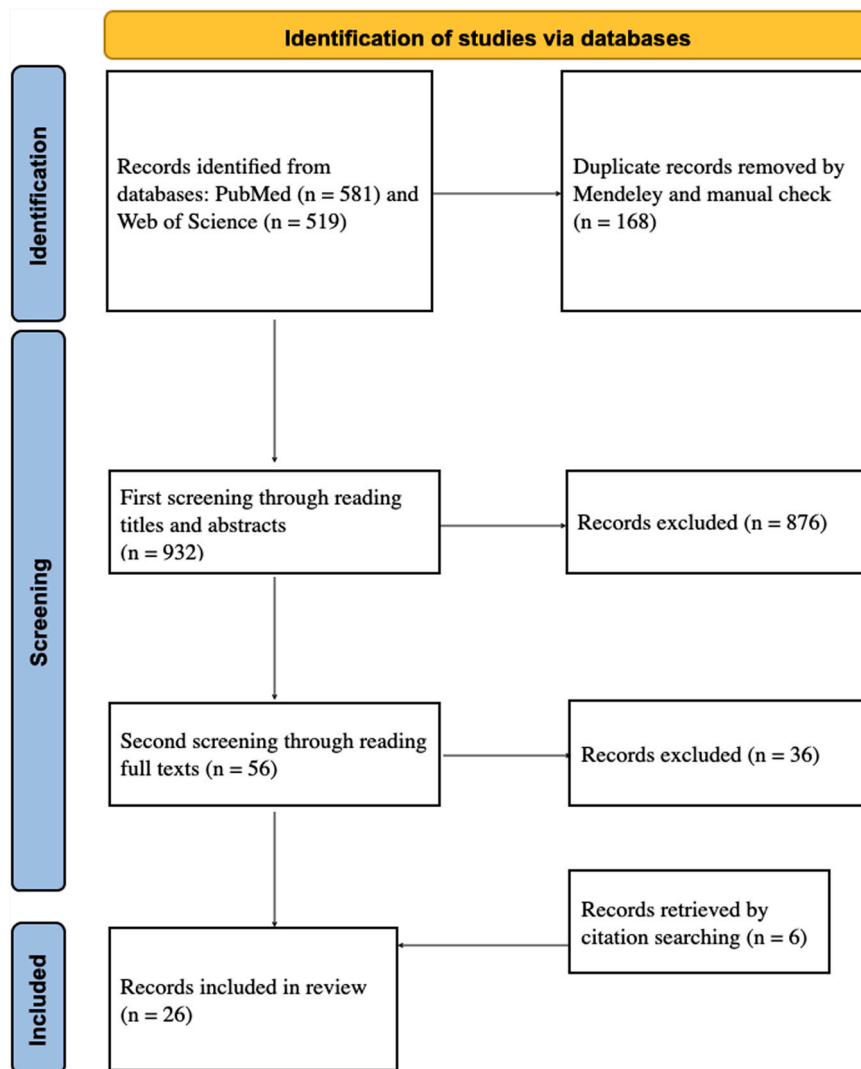 Identification of studies via databases
Identification
Records identified from
databases: PubMed (n = 581) and
Web of Science (n = 519)
Duplicate records removed by
Mendeley and manual check
(n = 168)
Screening
First screening through reading
titles and abstracts
(n = 932)
Records excluded (n = 876)
Second screening through reading
full texts (n = 56)
Records excluded (n = 36)
Records retrieved by
citation searching (n = 6)
Included
Records included in review
(n = 26)